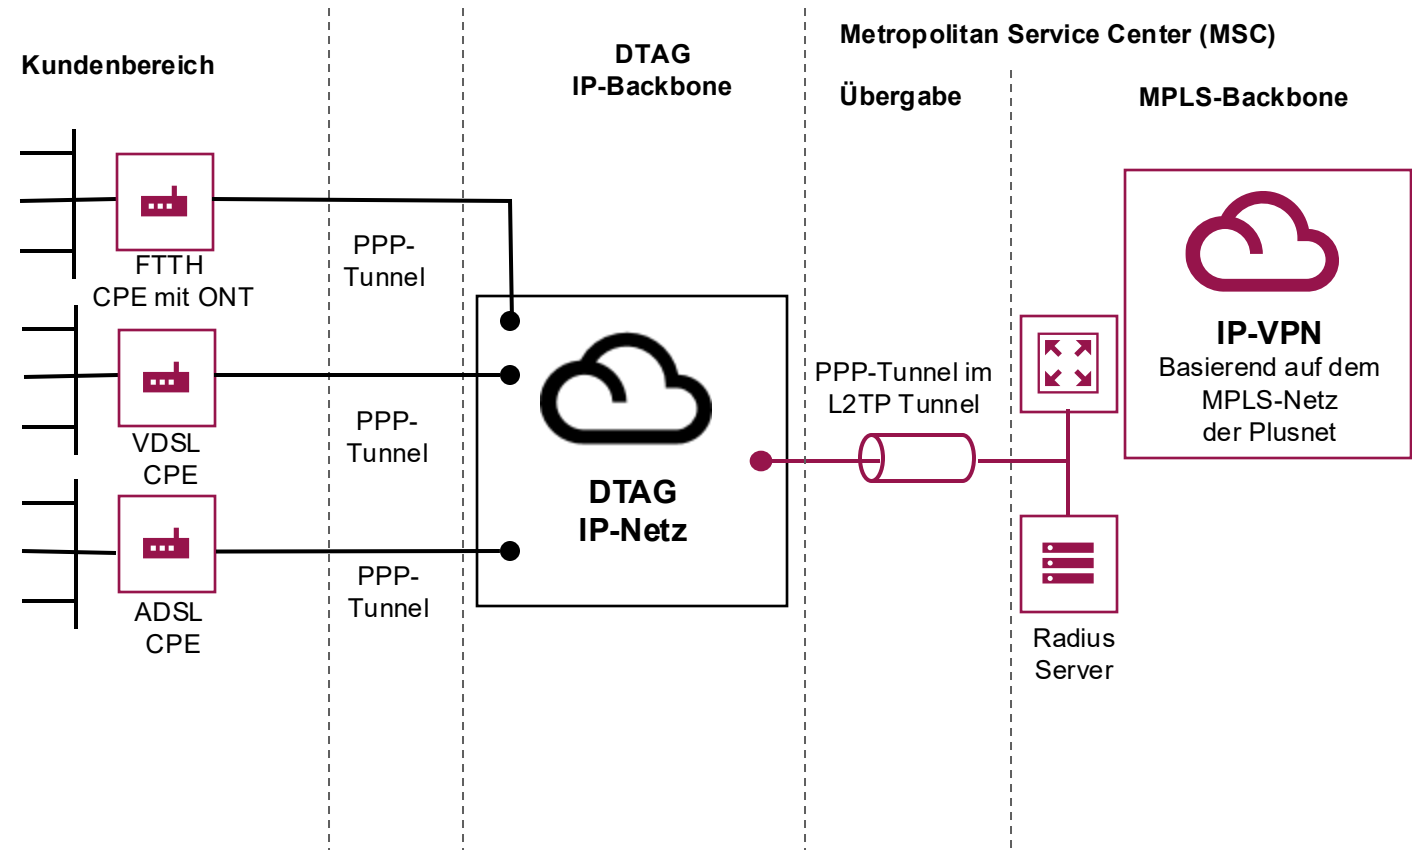 Kundenbereich
DTAG
IP-Backbone
Metropolitan Service Center (MSC)
Übergabe
MPLS-Backbone
FTTH
CPE mit ONT
VDSL
CPE
ADSL
CPE
PPP-
Tunnel
PPP-
Tunnel
PPP-
Tunnel
DTAG
IP-Netz
PPP-Tunnel im
L2TP Tunnel
IP-VPN
Basierend auf dem
MPLS-Netz
der Plusnet
Radius
Server